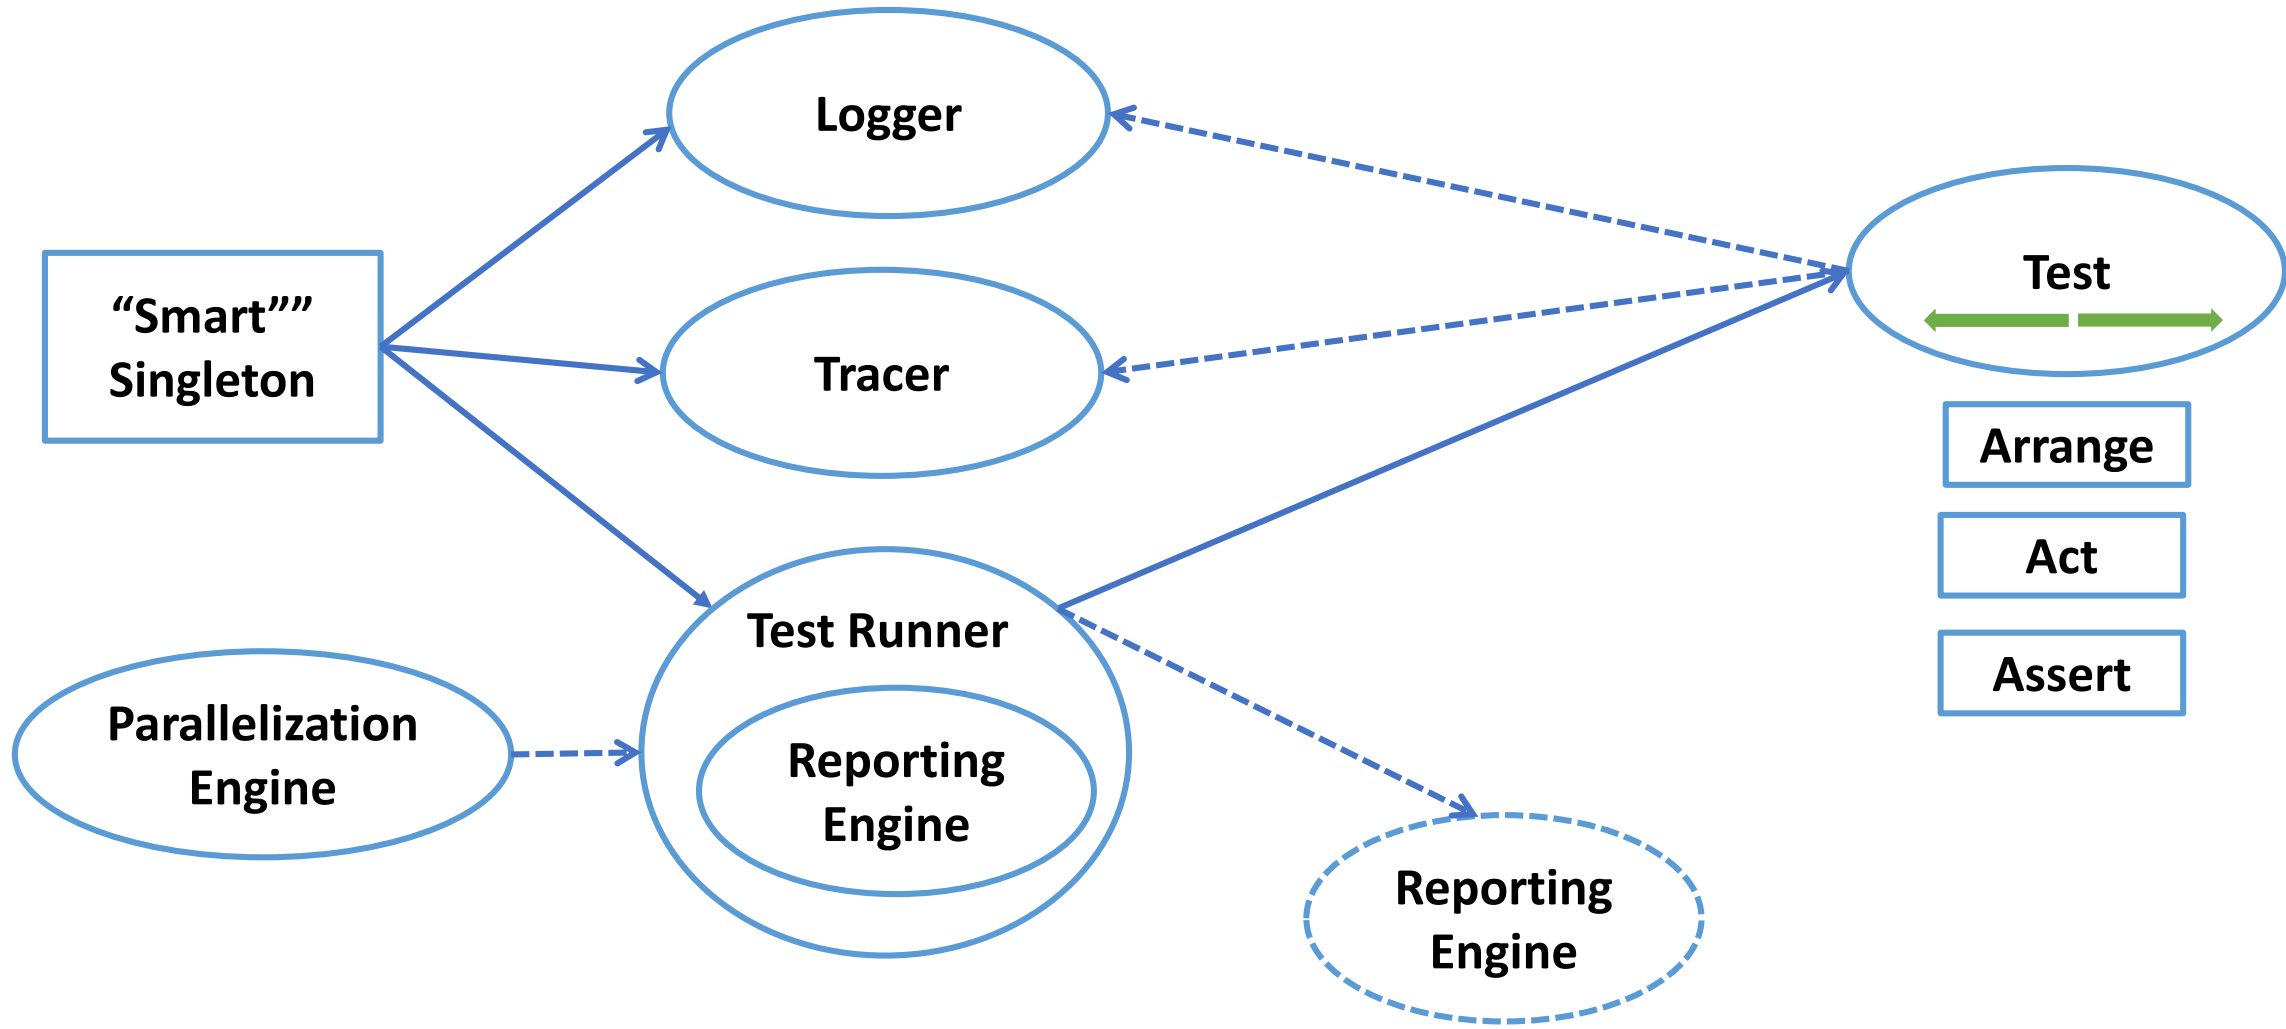 Logger
“Smart””
Singleton
Tracer
Test
Arrange
Act
Assert
Test Runner
Parallelization
Engine
Reporting
Engine
Reporting
Engine